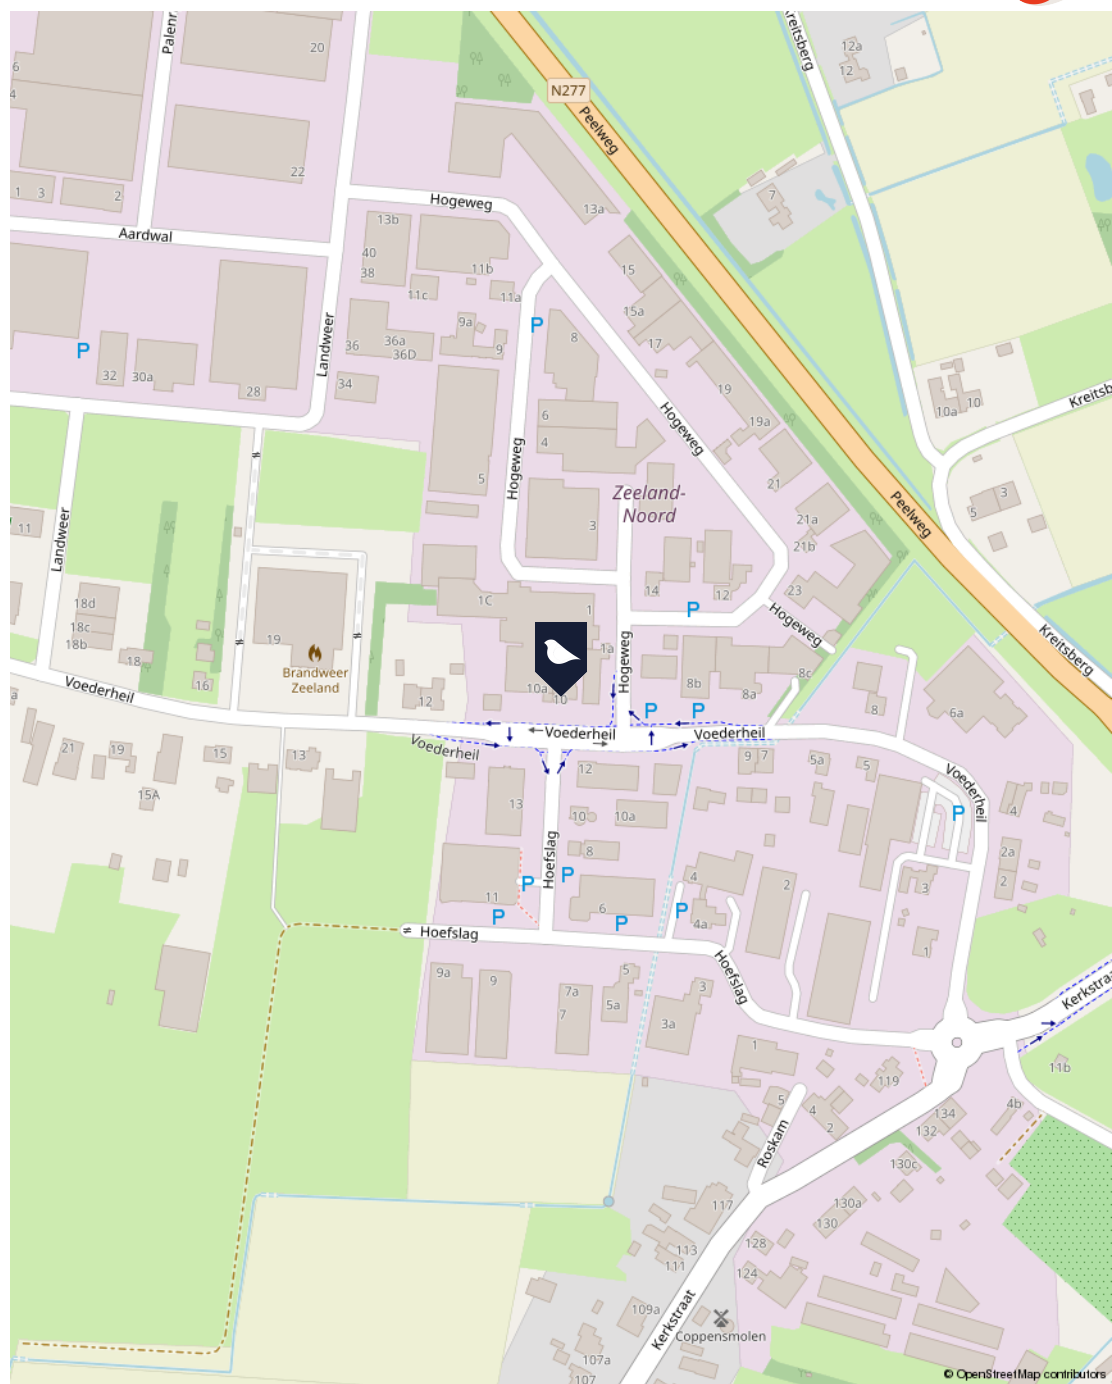 Kreitsberg
12a
12
Palenr
20
6
4
N277
Peelweg
22
1 3
2
7
Hogeweg
13a
13b
Aardwal
40
38
11b
15
11c
11a
15a
9a
8
36
36a
36D
9
17
Landweer
32
30a
28
34
19
10a
10
Kreitsb
6
19a
4
Hogeweg
Hogeweg
5
21
Zeeland-
Noord
Peelweg
3
5
3
21a
11
21b
Landweer
14
12
23
18d
18c
18b
1C
1
Hogeweg
19
Hogeweg
Kreitsberg
18
1a
Brandweer
Zeeland
16
10a
10
8b
8a
8c
Voederheil
12
8
6a
Voederheil
Voederheil
21
19
15
13
Voederheil
9 7
5a
5
12
Voederheil
15A
13
10
10a
4
Hoefslag
8
2a
2
4
2
3
11
6
4a
Hoefslag
1
9a
9
5
Hoefslag
7a
7
5a
3
3a
Kerkstraa
1
119
11b
5
4
2
134
132
4b
Roskam
130c
117
130a
130
128
113
111
124
109a
Kerkstraat
Coppensmolen
107a
107
© OpenStreetMap contributors